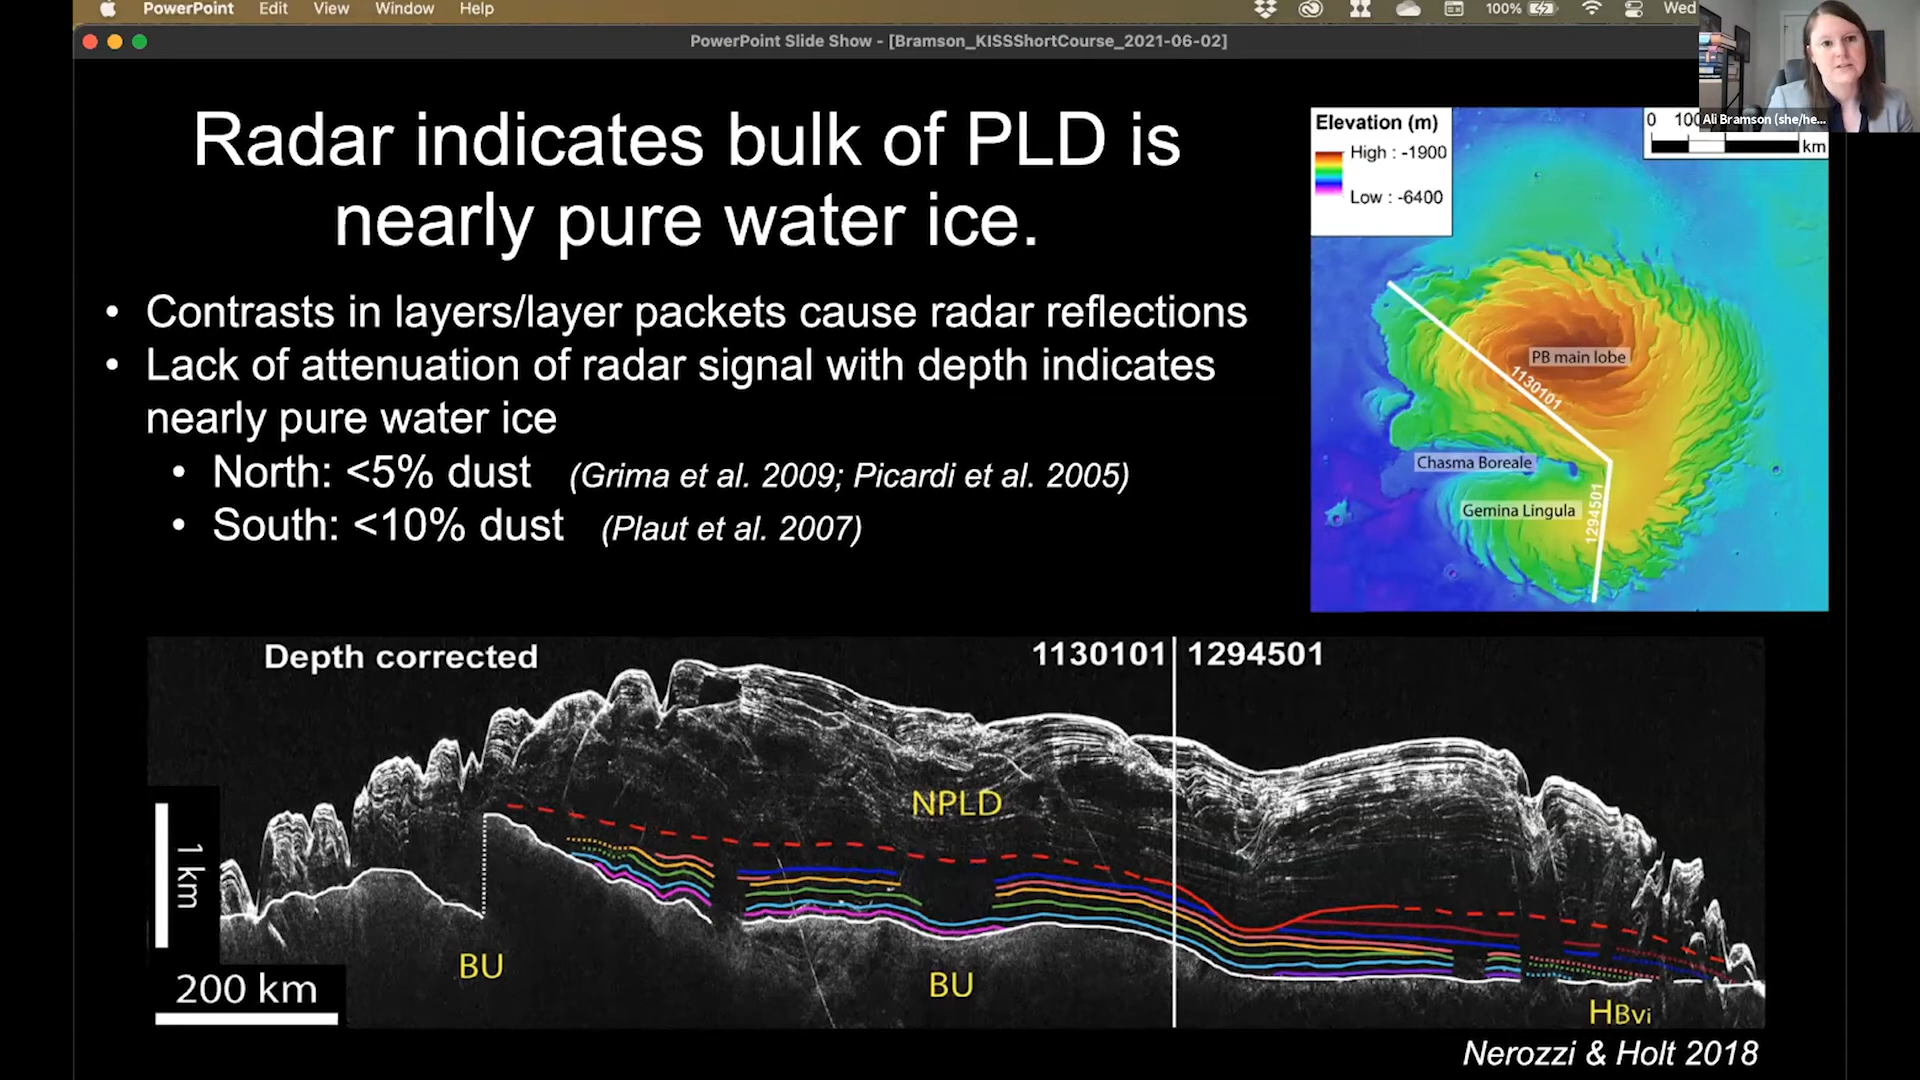 PowerPoint Edit View Window Help 100% Wed
PowerPoint Slide Show - [Bramson_KISSShortCourse_2021-06-02]
Ali Bramson (she/he...
Radar indicates bulk of PLD is
nearly pure water ice.
• Contrasts in layers/layer packets cause radar reflections
• Lack of attenuation of radar signal with depth indicates
nearly pure water ice
• North: <5% dust (Grima et al. 2009; Picardi et al. 2005)
• South: <10% dust (Plaut et al. 2007)
Elevation (m)
High : -1900
Low : -6400
0 100
km
PB main lobe
1130101
Chasma Boreale
Gemina Lingula
1294501
Depth corrected
1130101 1294501
NPLD
1 km
BU
BU
200 km
HBvi
Nerozzi & Holt 2018